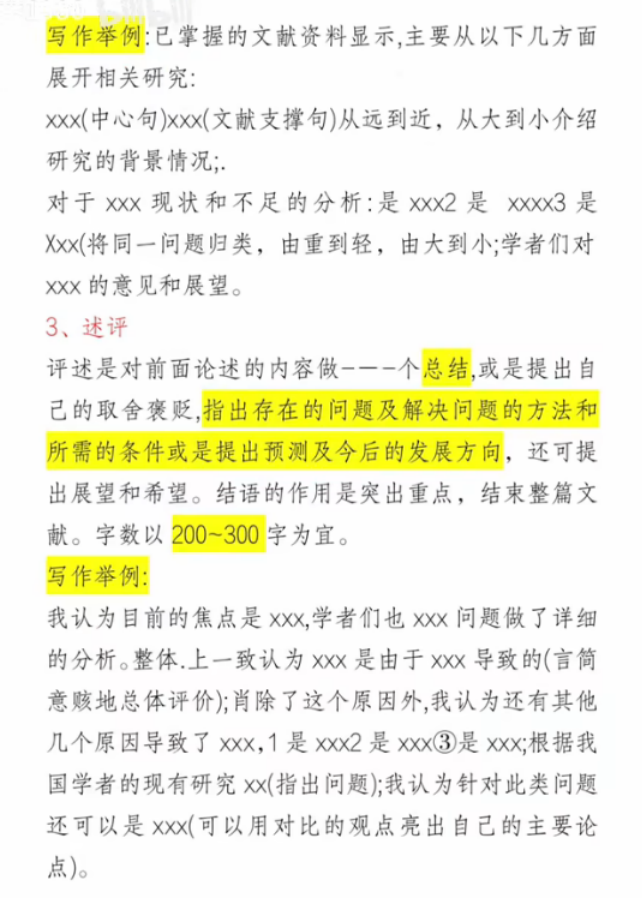 写作举例:已掌握的文献资料显示,主要从以下几方面
展开相关研究:
xxx(中心句)xxx(文献支撑句)从远到近，从大到小介绍
研究的背景情况;.
对于 xxx 现状和不足的分析:是 xxx2 是 xxxx3 是
Xxx(将同一问题归类，由重到轻，由大到小;学者们对
xxx 的意见和展望。
3、述评
评述是对前面论述的内容做一一一个总结,或是提出自
己的取舍褒贬,指出存在的问题及解决问题的方法和
所需的条件或是提出预测及今后的发展方向，还可提
出展望和希望。结语的作用是突出重点，结束整篇文
献。字数以 200~300 字为宜。
写作举例:
我认为目前的焦点是 xxx,学者们也 xxx 问题做了详细
的分析。整体.上一致认为 xxx 是由于 xxx 导致的(言简
意赅地总体评价);肖除了这个原因外,我认为还有其他
几个原因导致了 xxx,1 是 xxx2 是 xxx③是 xxx;根据我
国学者的现有研究 xx(指出问题);我认为针对此类问题
还可以是 xxx(可以用对比的观点亮出自己的主要论
点)。